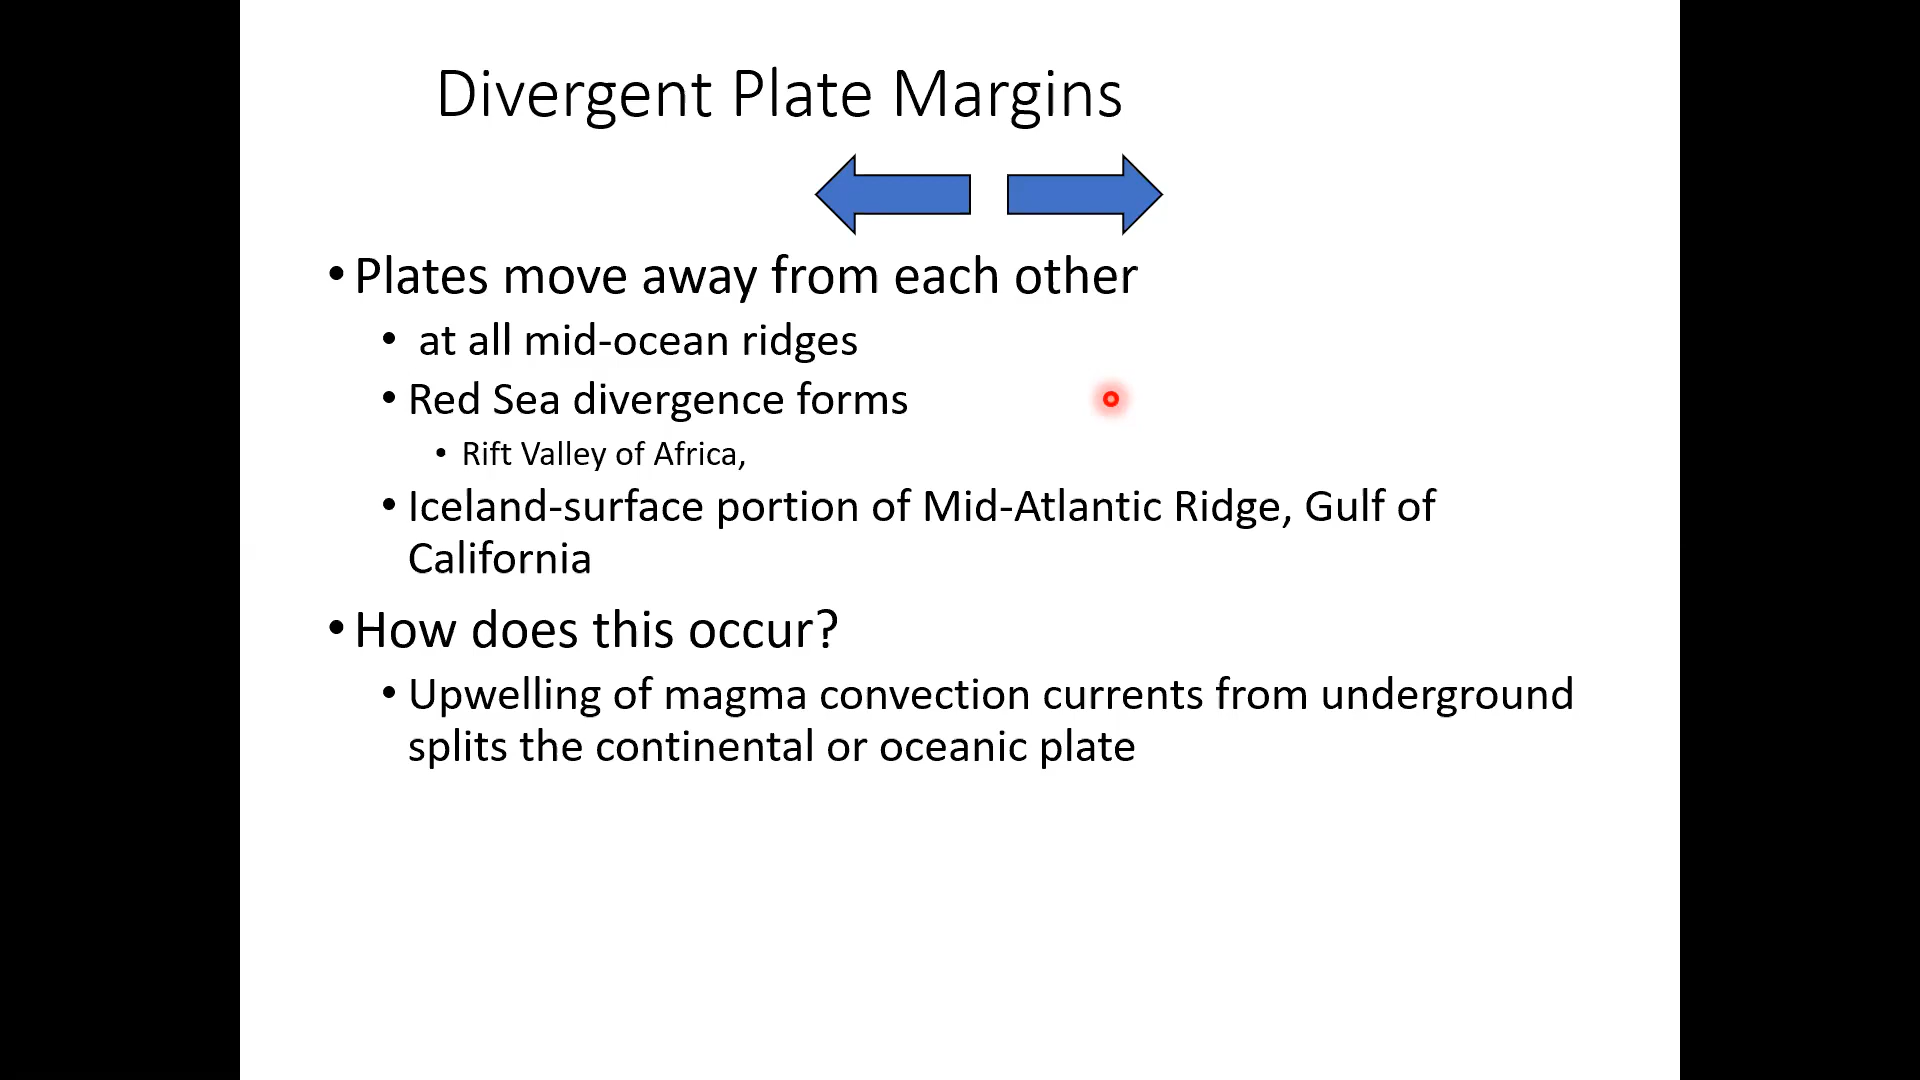 Divergent Plate Margins
• Plates move away from each other
• at all mid-ocean ridges
• Red Sea divergence forms
• Rift Valley of Africa,
• Iceland-surface portion of Mid-Atlantic Ridge, Gulf of
California
• How does this occur?
• Upwelling of magma convection currents from underground
splits the continental or oceanic plate